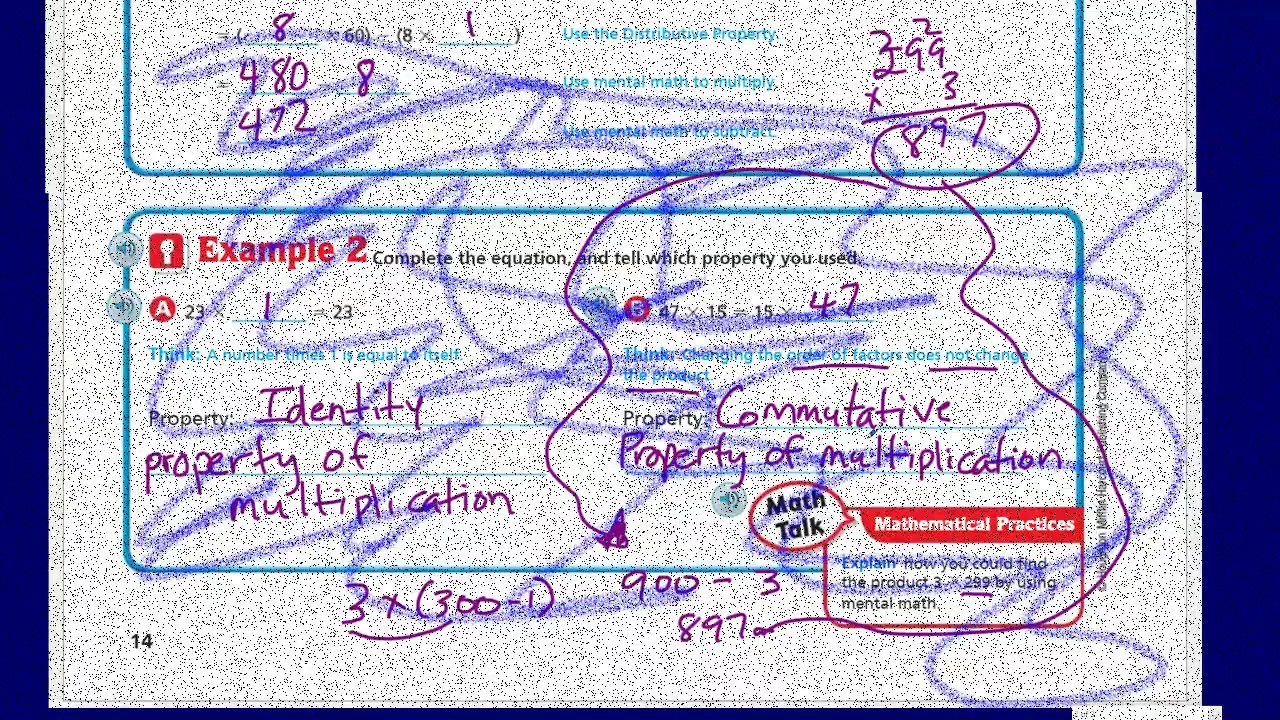 = ( 8 × 60) − (8 × 1 ) Use the Distributive Property.
= 480 − 8 Use mental math to multiply.
472 Use mental math to subtract.
299
× 3
897
Example 2 Complete the equation, and tell which property you used.
A 23 × 1 = 23
Think: A number times 1 is equal to itself.
Property: Identity
property of
multiplication
B 47 × 15 = 15 × 47
Think: Changing the order of factors does not change
the product.
Property: Commutative
Property of multiplication
Math
Talk
Mathematical Practices
Explain how you could find
the product 3 × 299 by using
mental math.
3 × (300-1)
900 - 3
897
14